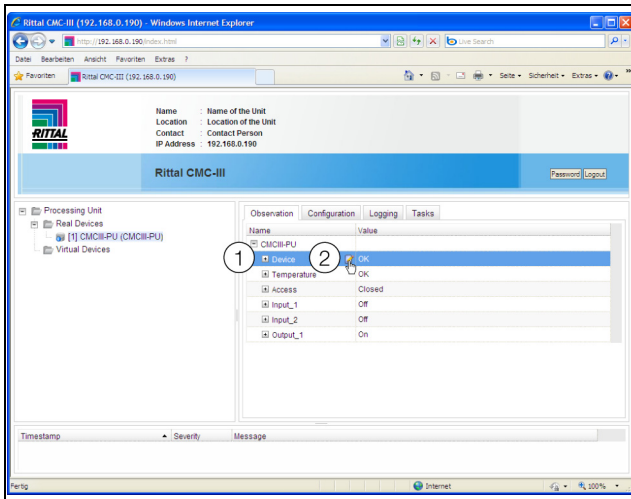 Rittal CMC-III (192.168.0.190) - Windows Internet Explorer
http://192.168.0.190/index.html
Live Search
Datei Bearbeiten Ansicht Favoriten Extras ?
Favoriten Rittal CMC-III (192.168.0.190) Seite Sicherheit Extras
Name : Name of the Unit
Location : Location of the Unit
Contact : Contact Person
IP Address : 192.168.0.190
RITTAL
Rittal CMC-III
Password Logout
Processing Unit
Real Devices
[1] CMCIII-PU (CMCIII-PU)
Virtual Devices
Observation Configuration Logging Tasks
Name Value
CMCIII-PU
1 Device 2 OK
Temperature OK
Access Closed
Input_1 Off
Input_2 Off
Output_1 On
Timestamp Severity Message
Fertig Internet 100%